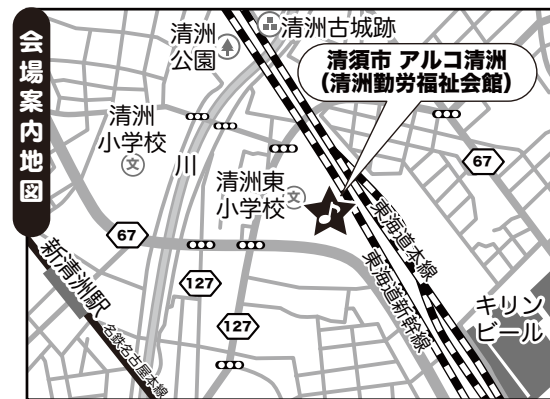 会場案内地図
清洲
公園
清洲古城跡
清須市 アルコ清洲
(清洲勤労福祉会館)
清洲
小学校
文
川
清洲東
小学校
文
67
67
127
127
新清洲駅
名鉄名古屋本線
東海道本線
東海道新幹線
キリン
ビール